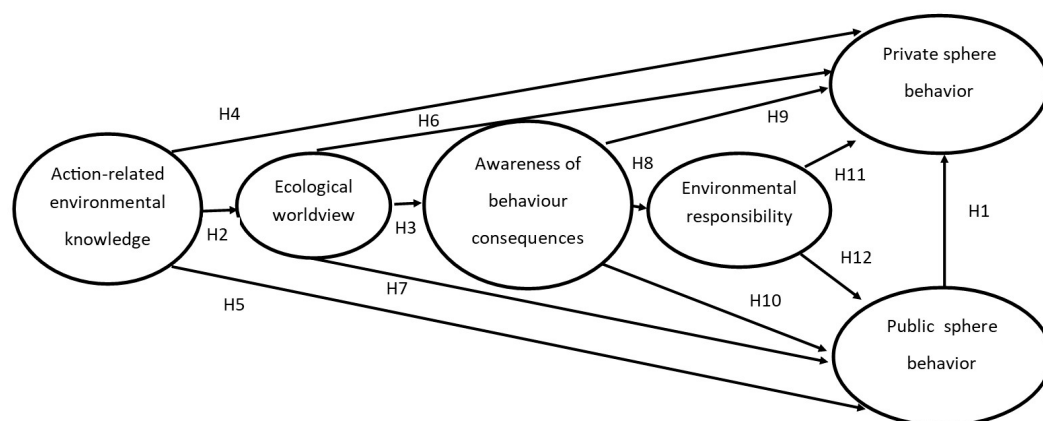 Private sphere
behavior
H4
H6
H9
Action-related
environmental
knowledge
H2
Ecological
worldview
H3
Awareness of
behaviour
consequences
H8
Environmental
responsibility
H11
H1
H12
H5
H7
H10
Public sphere
behavior